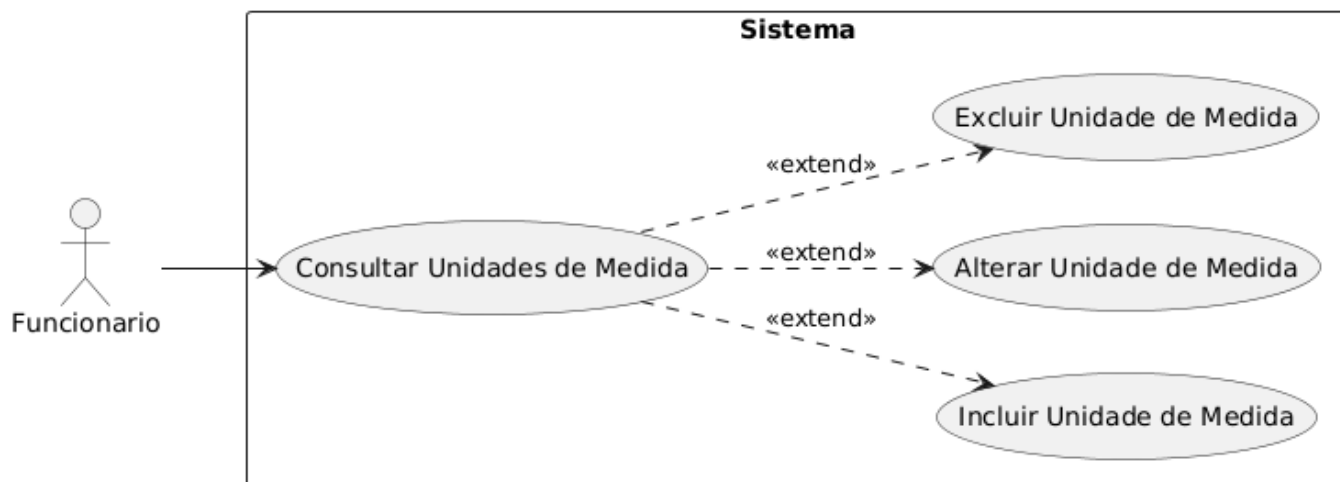 Sistema
Excluir Unidade de Medida
«extend»
Consultar Unidades de Medida
«extend»
Alterar Unidade de Medida
«extend»
Funcionario
Incluir Unidade de Medida